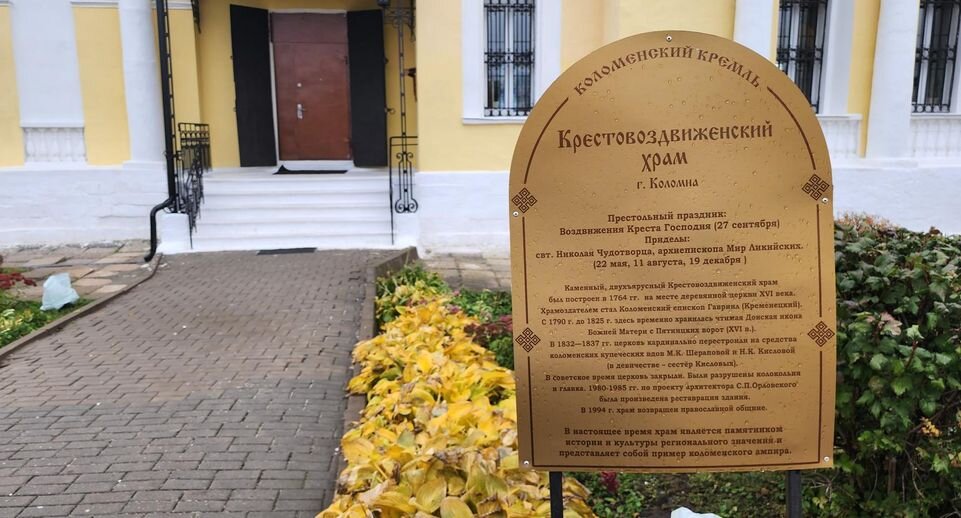 КОЛОМЕНСКИЙ КРЕМЛЬ
КРЕСТОВОЗДВИЖЕНСКИЙ
ХРАМ
г. Коломна
Престольный праздник:
Воздвижения Креста Господня (27 сентября)
Приделы:
свт. Николая Чудотворца, архиепископа Мир Ликийских.
(22 мая, 11 августа, 19 декабря )
Каменный, двухъярусный Крестовоздвиженский храм
был построен в 1764 гг. на месте деревянной церкви XVI века.
Храмоздателем стал Коломенский епископ Гавриил (Кременецкий).
С 1790 г. до 1825 г. здесь временно хранилась чтимая Донская икона
Божией Матери с Пятницких ворот (XVI в.).
В 1832—1837 гг. церковь кардинально перестроили на средства
коломенских купеческих вдов М.К. Шераповой и Н.К. Кисловой
(в девичестве - сестёр Кисловых).
В советское время церковь закрыли. Были разрушены колокольня
и главка. 1980-1985 гг. по проекту архитектора С.П.Орловского
была произведена реставрация здания.
В 1994 г. храм возвращен православной общине.
В настоящее время храм является памятником
истории и культуры регионального значения и
представляет собой пример коломенского ампира.